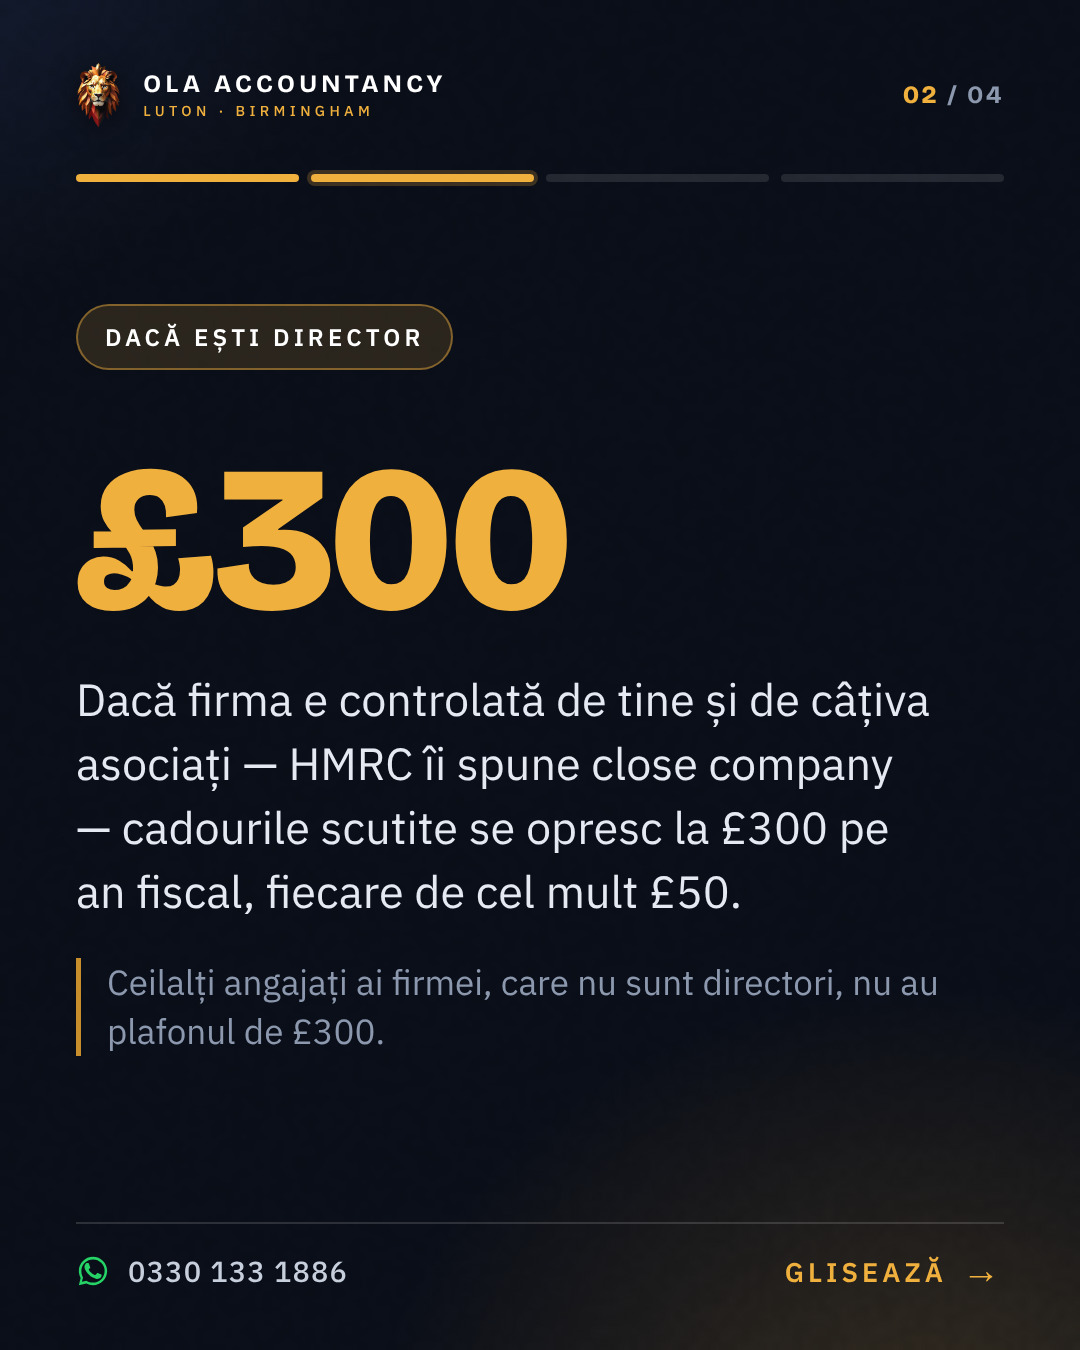 OLA ACCOUNTANCY
LUTON · BIRMINGHAM
02 / 04
DACĂ EȘTI DIRECTOR
£300
Dacă firma e controlată de tine și de câțiva
asociați — HMRC îi spune close company
— cadourile scutite se opresc la £300 pe
an fiscal, fiecare de cel mult £50.
Ceilalți angajați ai firmei, care nu sunt directori, nu au
plafonul de £300.
0330 133 1886
GLISEAZĂ →